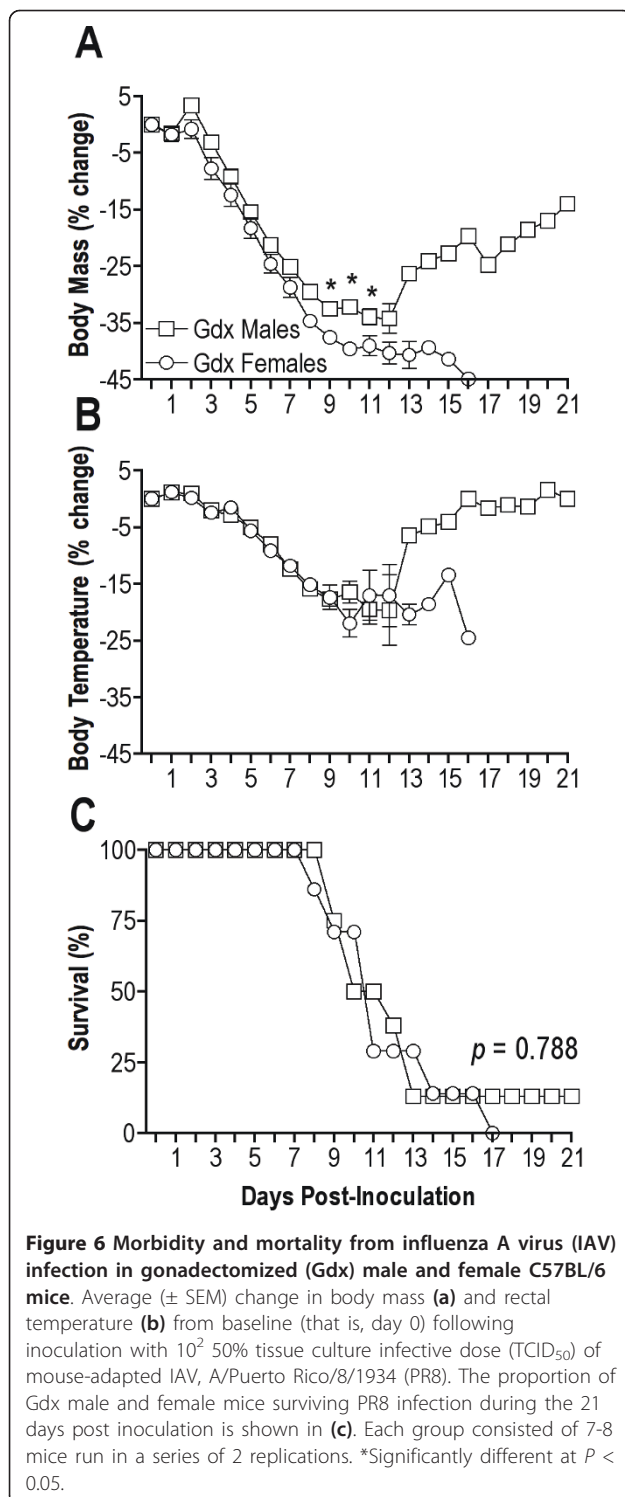 A
5
-5
-15
-25
-35
-45
Body Mass (% change)
* * *
Gdx Males
Gdx Females
1 3 5 7 9 11 13 15 17 19 21
B
5
-5
-15
-25
-35
-45
Body Temperature (% change)
1 3 5 7 9 11 13 15 17 19 21
C
100
75
50
25
0
Survival (%)
p = 0.788
1 3 5 7 9 11 13 15 17 19 21
Days Post-Inoculation
Figure 6 Morbidity and mortality from influenza A virus (IAV)
infection in gonadectomized (Gdx) male and female C57BL/6
mice. Average (± SEM) change in body mass (a) and rectal
temperature (b) from baseline (that is, day 0) following
inoculation with 10² 50% tissue culture infective dose (TCID₅₀) of
mouse-adapted IAV, A/Puerto Rico/8/1934 (PR8). The proportion of
Gdx male and female mice surviving PR8 infection during the 21
days post inoculation is shown in (c). Each group consisted of 7-8
mice run in a series of 2 replications. *Significantly different at P <
0.05.